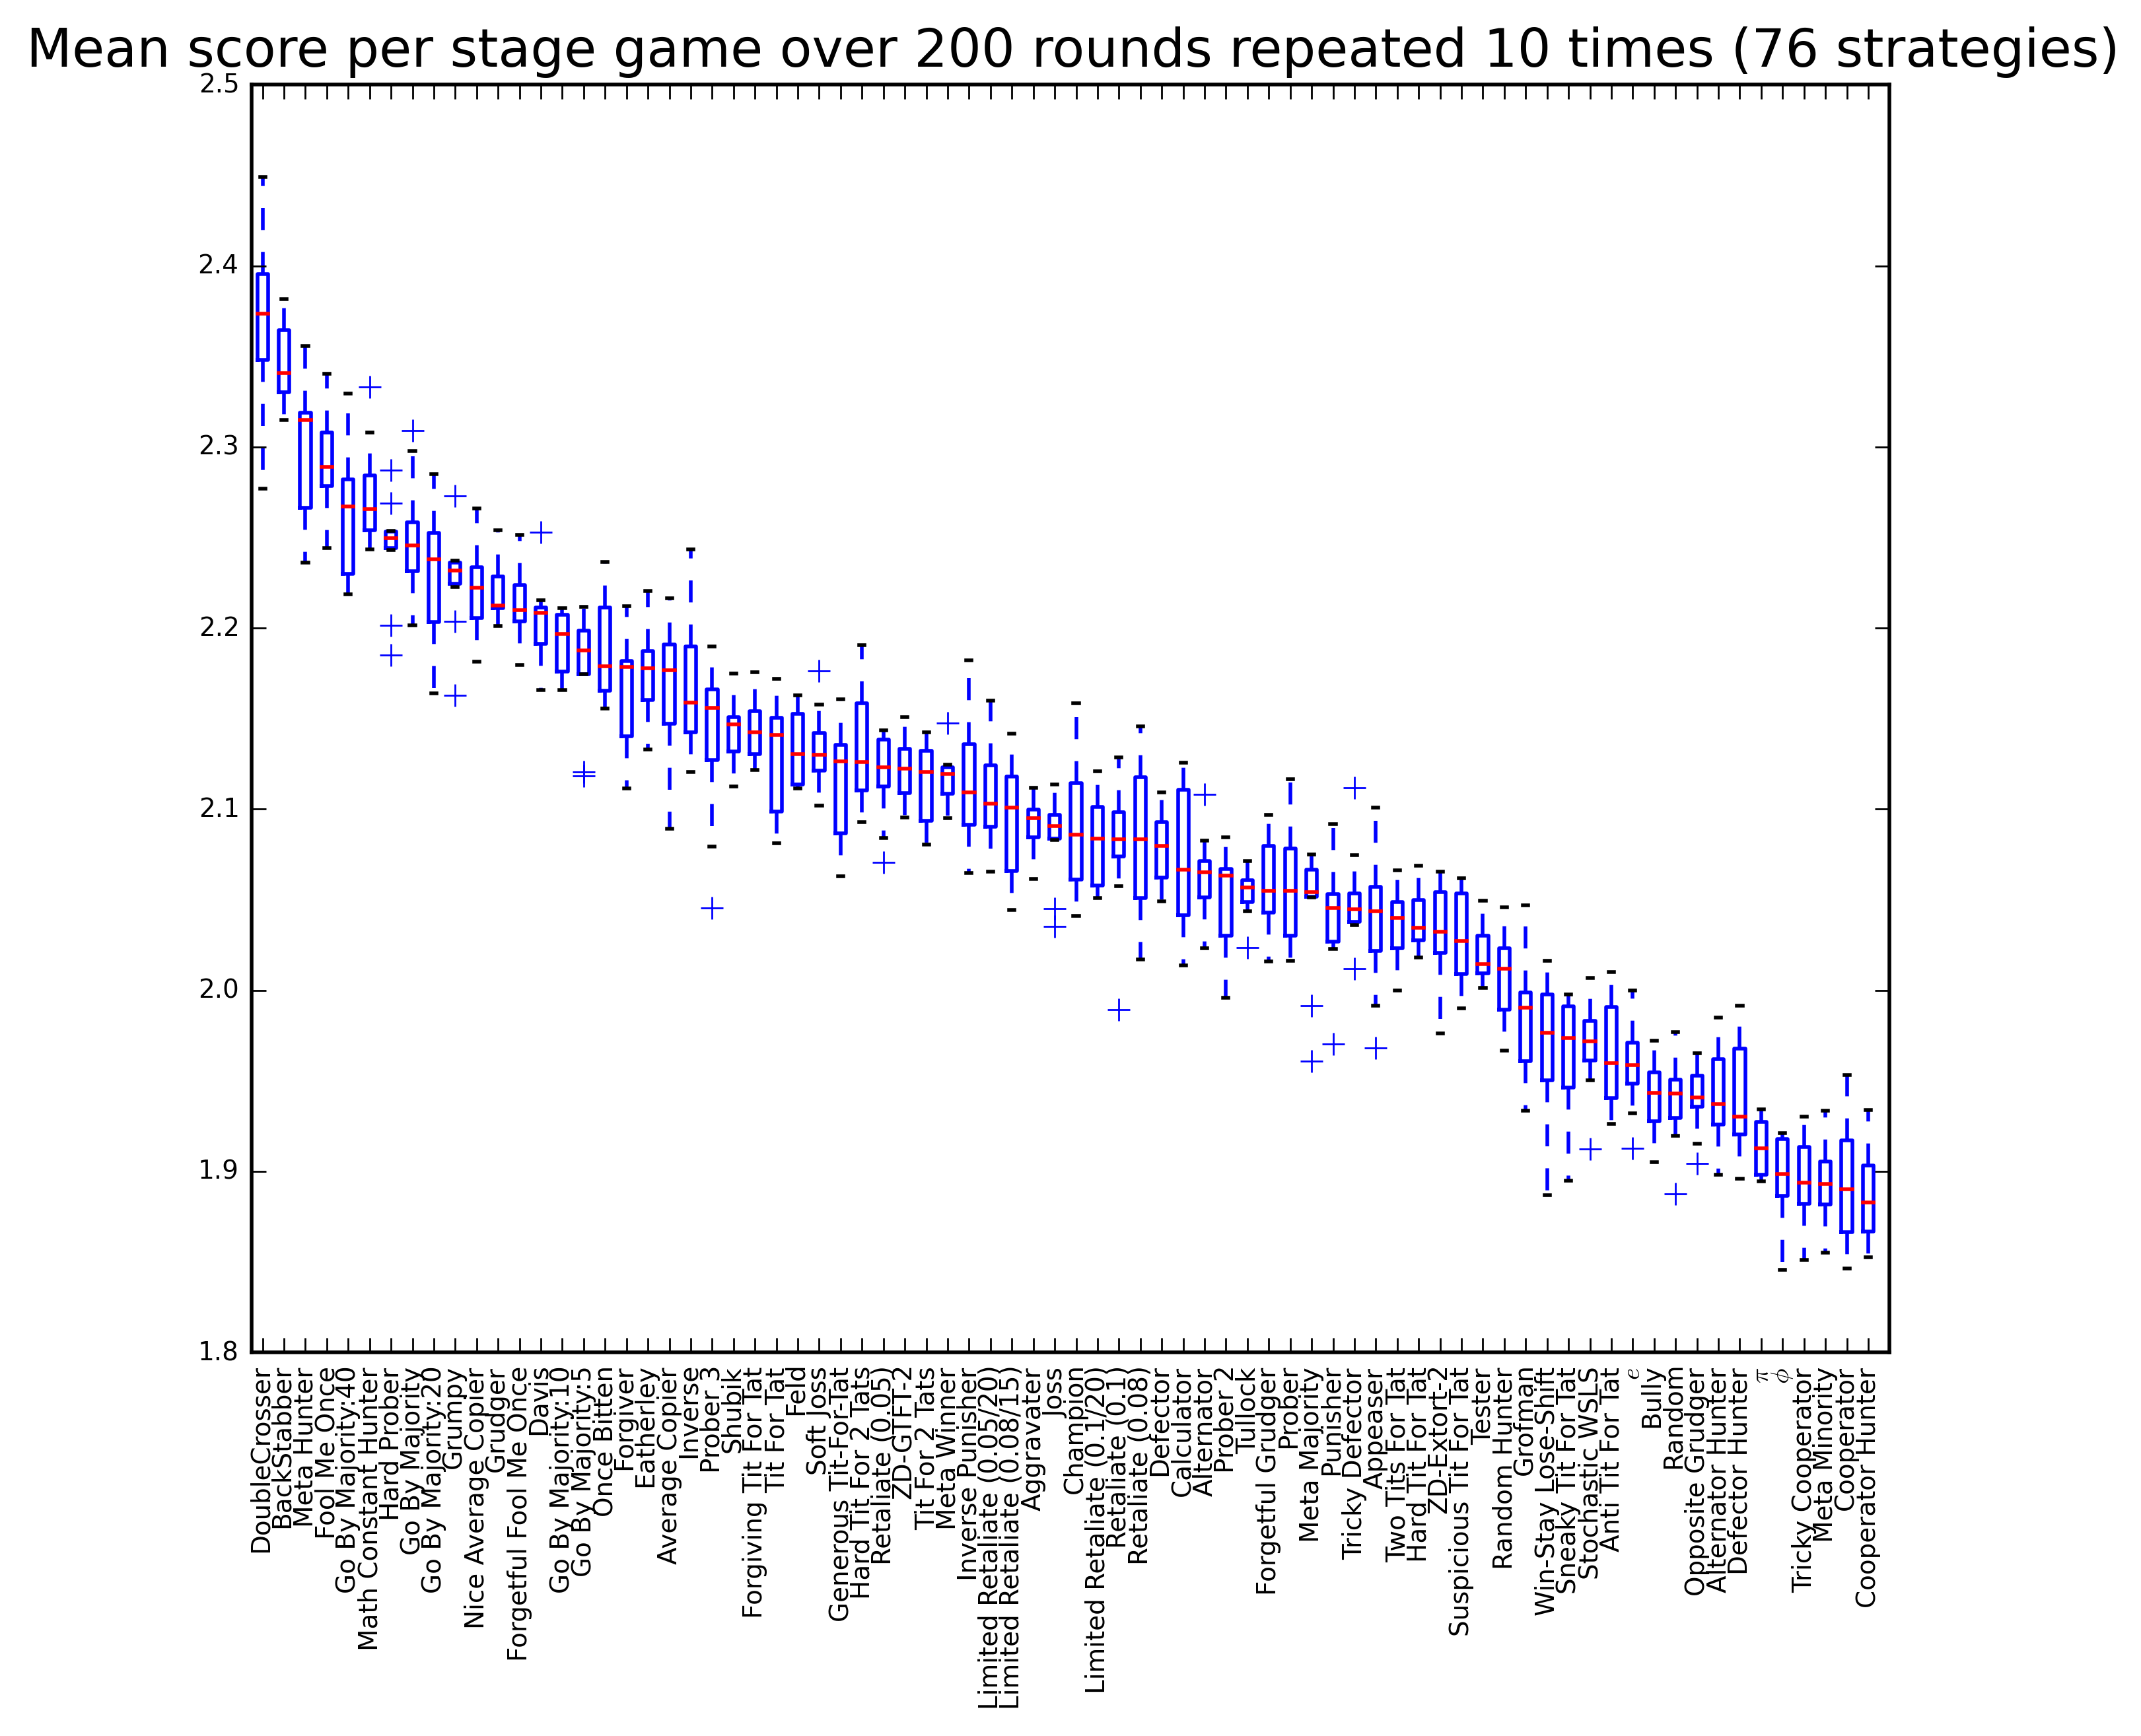 Mean score per stage game over 200 rounds repeated 10 times (76 strategies)
2.5
2.4
2.3
2.2
2.1
2.0
1.9
1.8
DoubleCrosser
BackStabber
Meta Hunter
Fool Me Once
Go By Majority:40
Math Constant Hunter
Hard Prober
Go By Majority
Go By Majority:20
Grumpy
Nice Average Copier
Grudger
Forgetful Fool Me Once
Davis
Go By Majority:10
Go By Majority:5
Once Bitten
Forgiver
Eatherley
Average Copier
Inverse
Prober 3
Shubik
Forgiving Tit For Tat
Tit For Tat
Feld
Soft Joss
Generous Tit-For-Tat
Hard Tit For 2 Tats
Retaliate (0.05)
ZD-GTFT-2
Tit For 2 Tats
Meta Winner
Inverse Punisher
Limited Retaliate (0.05/20)
Limited Retaliate (0.08/15)
Aggravater
Joss
Champion
Limited Retaliate (0.1/20)
Retaliate (0.1)
Retaliate (0.08)
Defector
Calculator
Alternator
Prober 2
Tullock
Forgetful Grudger
Prober
Meta Majority
Punisher
Tricky Defector
Appeaser
Two Tits For Tat
Hard Tit For Tat
ZD-Extort-2
Suspicious Tit For Tat
Tester
Random Hunter
Grofman
Win-Stay Lose-Shift
Sneaky Tit For Tat
Stochastic WSLS
Anti Tit For Tat
e
Bully
Random
Opposite Grudger
Alternator Hunter
Defector Hunter
π
ϕ
Tricky Cooperator
Meta Minority
Cooperator
Cooperator Hunter